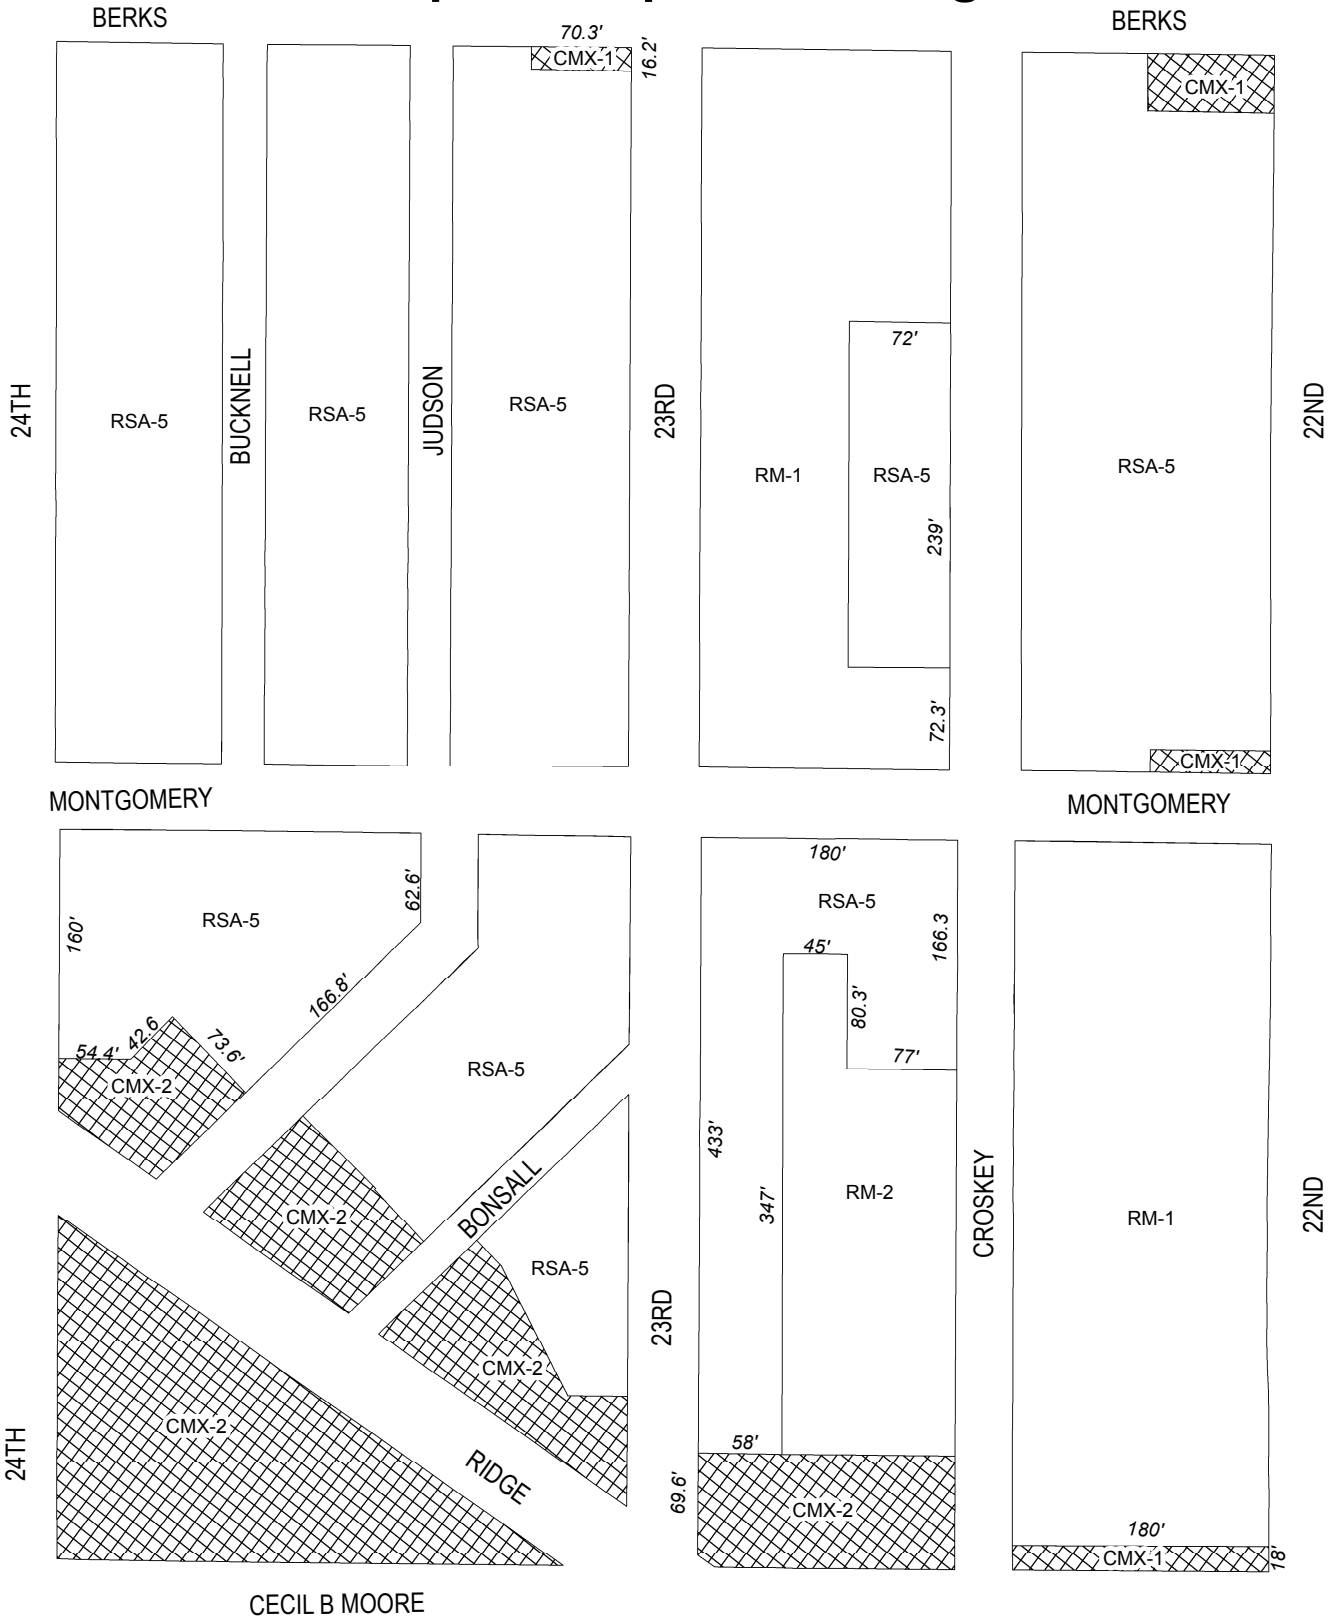 BERKS
BERKS
70.3'
16.2'
CMX-1
CMX-1
72'
24TH
BUCKNELL
JUDSON
23RD
22ND
RSA-5
RSA-5
RSA-5
RM-1
RSA-5
RSA-5
239'
72.3'
CMX-1
MONTGOMERY
MONTGOMERY
180'
62.6'
RSA-5
RSA-5
160'
166.3
45'
166.8'
80.3'
42.6
73.6'
54.4'
77'
CMX-2
RSA-5
433'
347'
RM-2
BONSALL
CROSKEY
22ND
CMX-2
RM-1
RSA-5
23RD
CMX-2
CMX-2
24TH
58'
RIDGE
69.6'
CMX-2
180'
CMX-1
18'
CECIL B MOORE